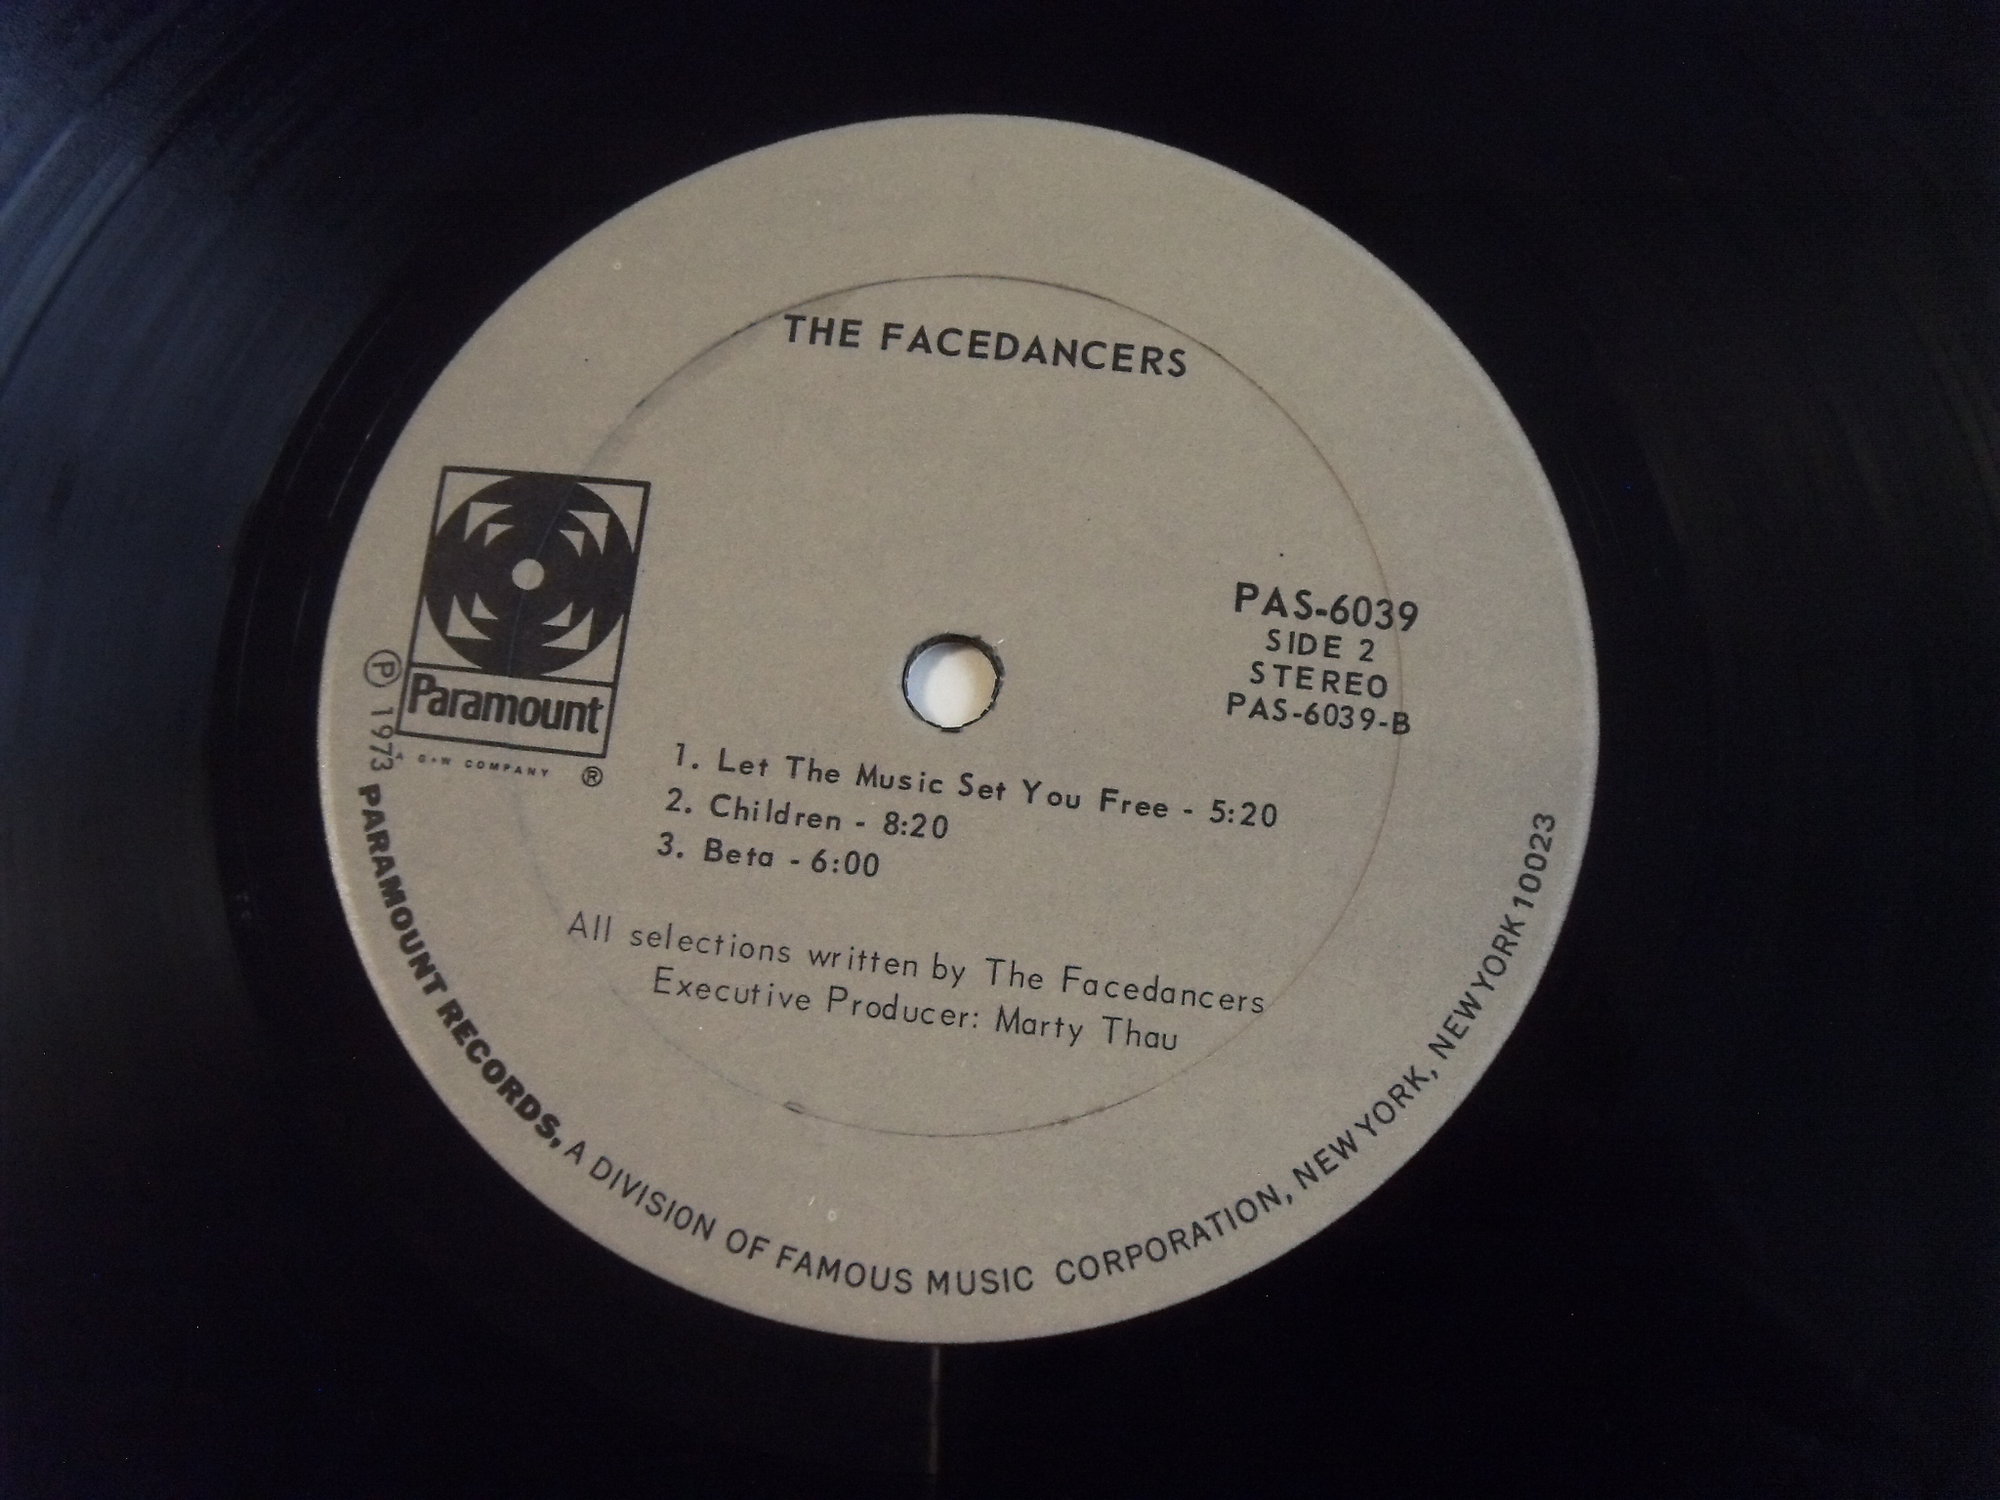 THE FACEDANCERS
Paramount
A G+W COMPANY
®
PAS-6039
SIDE 2
STEREO
PAS-6039-B
1. Let The Music Set You Free - 5:20
2. Children - 8:20
3. Beta - 6:00
All selections written by The Facedancers
Executive Producer: Marty Thau
℗ 1973 PARAMOUNT RECORDS, A DIVISION OF FAMOUS MUSIC CORPORATION, NEW YORK, NEW YORK 10023